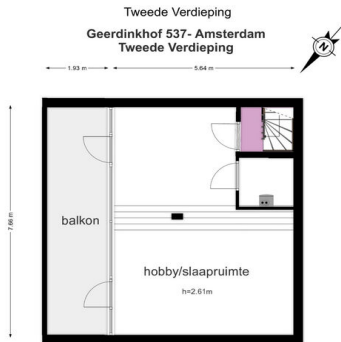 Tweede Verdieping
Geerdinkhof 537- Amsterdam
Tweede Verdieping
N
1.93 m
5.64 m
7.66 m
balkon
hobby/slaapruimte
h=2.61m